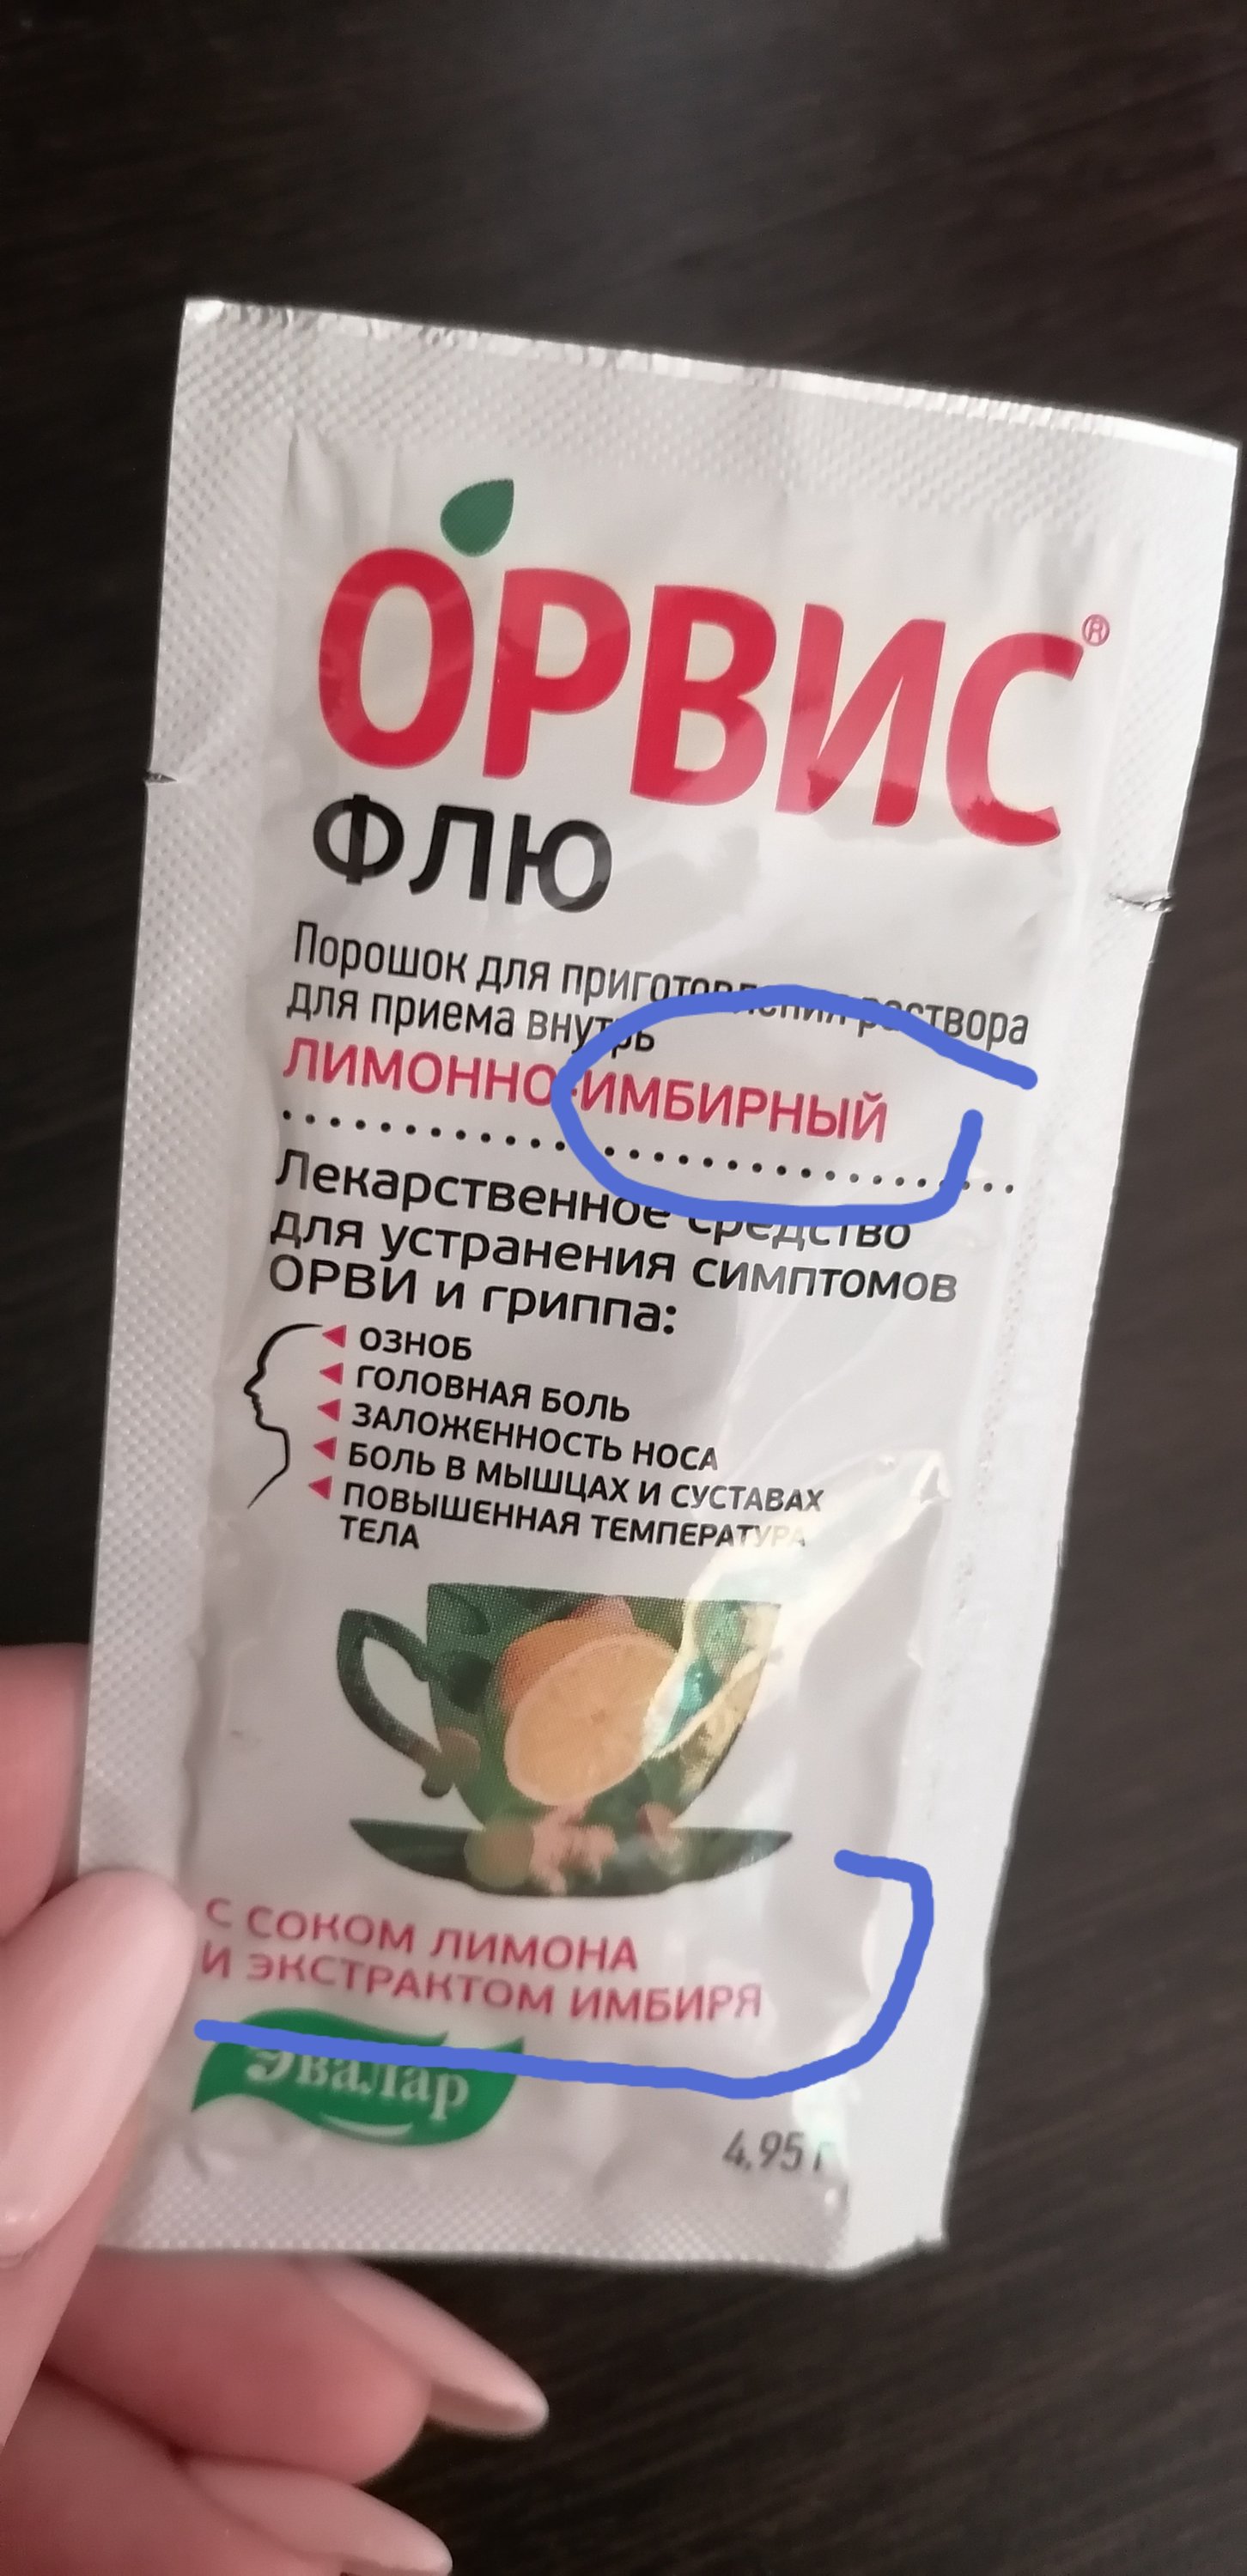 ОРВИС®
ФЛЮ
Порошок для приготовления раствора
для приема внутрь
ЛИМОННО-ИМБИРНЫЙ
Лекарственное средство
для устранения симптомов
ОРВИ и гриппа:
ОЗНОБ
ГОЛОВНАЯ БОЛЬ
ЗАЛОЖЕННОСТЬ НОСА
БОЛЬ В МЫШЦАХ И СУСТАВАХ
ПОВЫШЕННАЯ ТЕМПЕРАТУРА
ТЕЛА
С СОКОМ ЛИМОНА
И ЭКСТРАКТОМ ИМБИРЯ
Эвалар
4,95 г